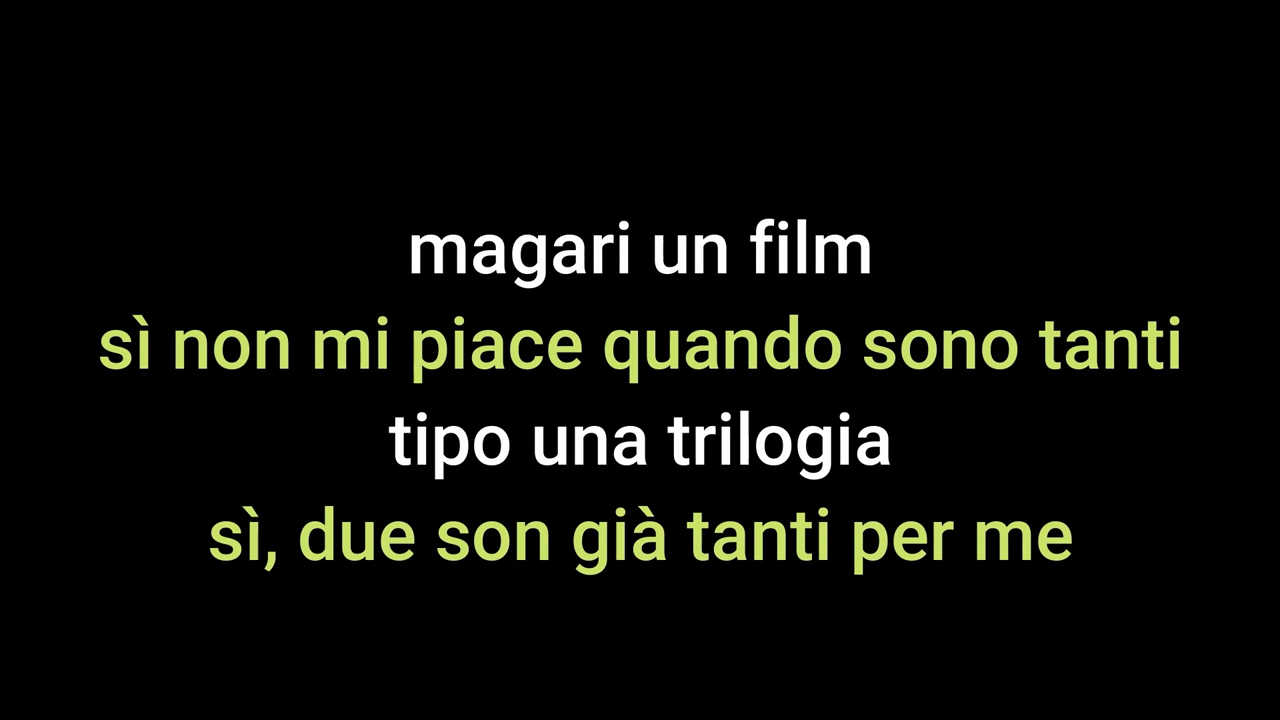 magari un film
sì non mi piace quando sono tanti
tipo una trilogia
sì, due son già tanti per me